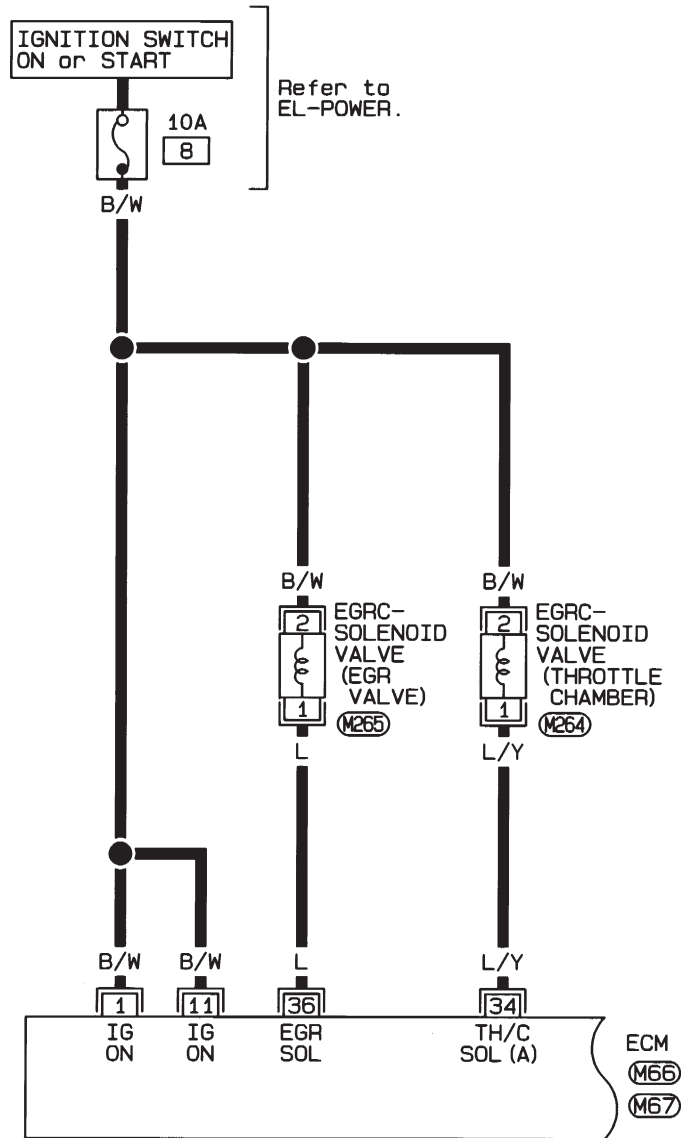 IGNITION SWITCH
ON or START
Refer to
EL-POWER.
10A
8
B/W
B/W
B/W
2
EGRC-
SOLENOID
VALVE
(EGR
VALVE)
1
M265
2
EGRC-
SOLENOID
VALVE
(THROTTLE
CHAMBER)
1
M264
L
L/Y
B/W
B/W
L
L/Y
1
11
36
34
IG
ON
IG
ON
EGR
SOL
TH/C
SOL(A)
ECM
M66
M67